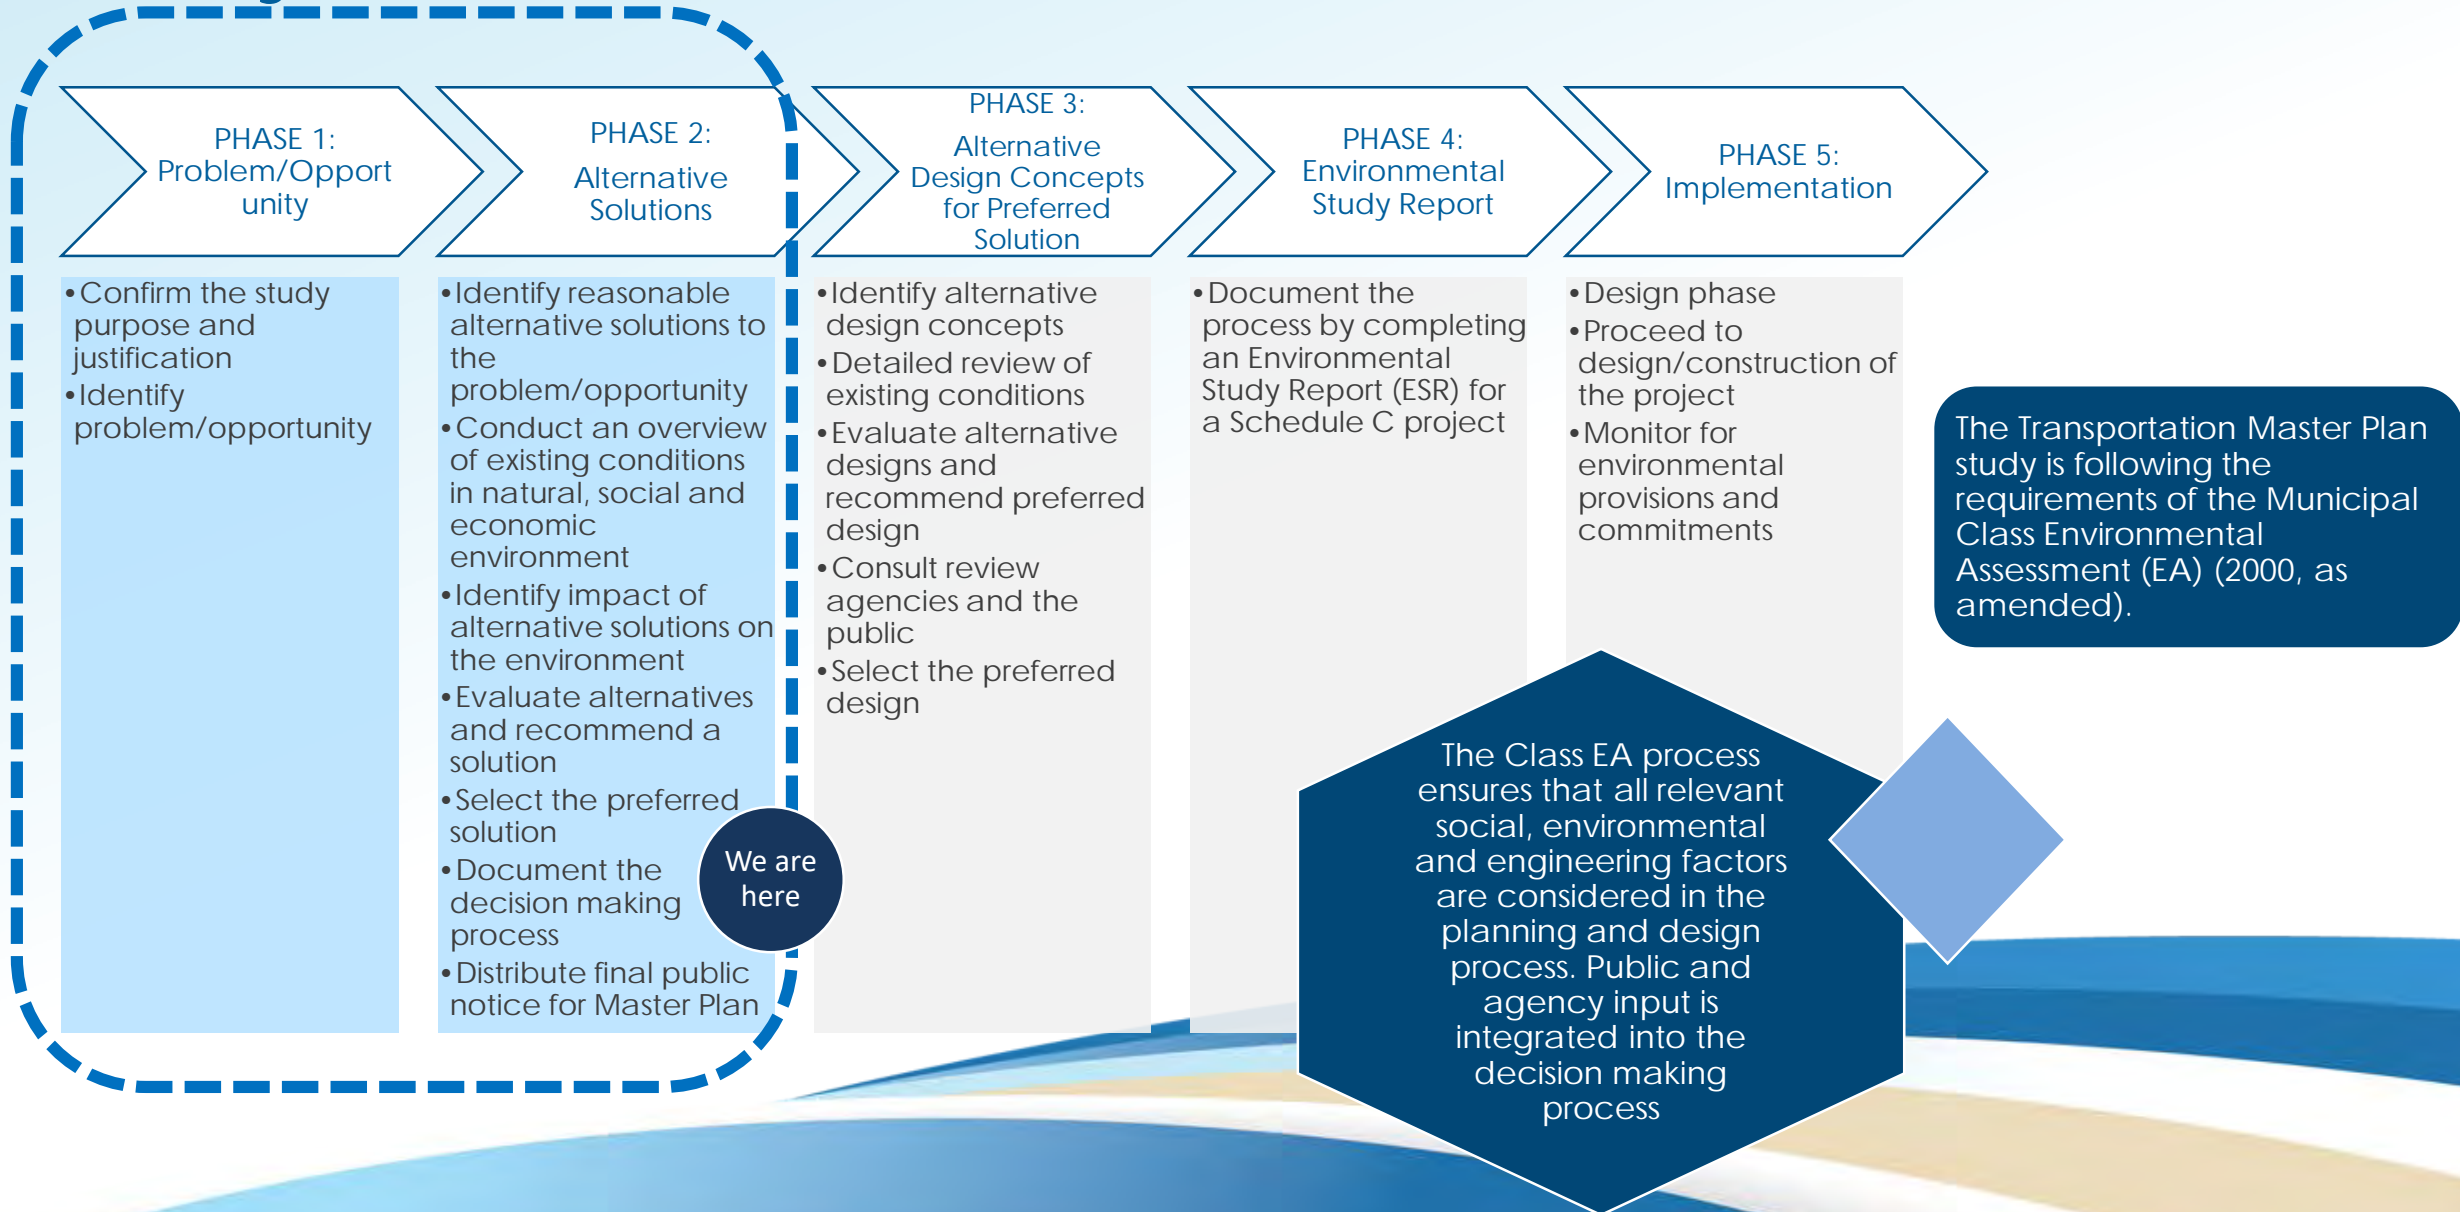 PHASE 1:
Problem/Opport
unity
PHASE 2:
Alternative
Solutions
PHASE 3:
Alternative
Design Concepts
for Preferred
Solution
PHASE 4:
Environmental
Study Report
PHASE 5:
Implementation
•Confirm the study
purpose and
justification
•Identify
problem/opportunity
•Identify reasonable
alternative solutions to
the
problem/opportunity
•Conduct an overview
of existing conditions
in natural, social and
economic
environment
•Identify impact of
alternative solutions on
the environment
•Evaluate alternatives
and recommend a
solution
•Select the preferred
solution
•Document the
decision making
process
•Distribute final public
notice for Master Plan
We are
here
•Identify alternative
design concepts
•Detailed review of
existing conditions
•Evaluate alternative
designs and
recommend preferred
design
•Consult review
agencies and the
public
•Select the preferred
design
•Document the
process by completing
an Environmental
Study Report (ESR) for
a Schedule C project
•Design phase
•Proceed to
design/construction of
the project
•Monitor for
environmental
provisions and
commitments
The Transportation Master Plan
study is following the
requirements of the Municipal
Class Environmental
Assessment (EA) (2000, as
amended).
The Class EA process
ensures that all relevant
social, environmental
and engineering factors
are considered in the
planning and design
process. Public and
agency input is
integrated into the
decision making
process